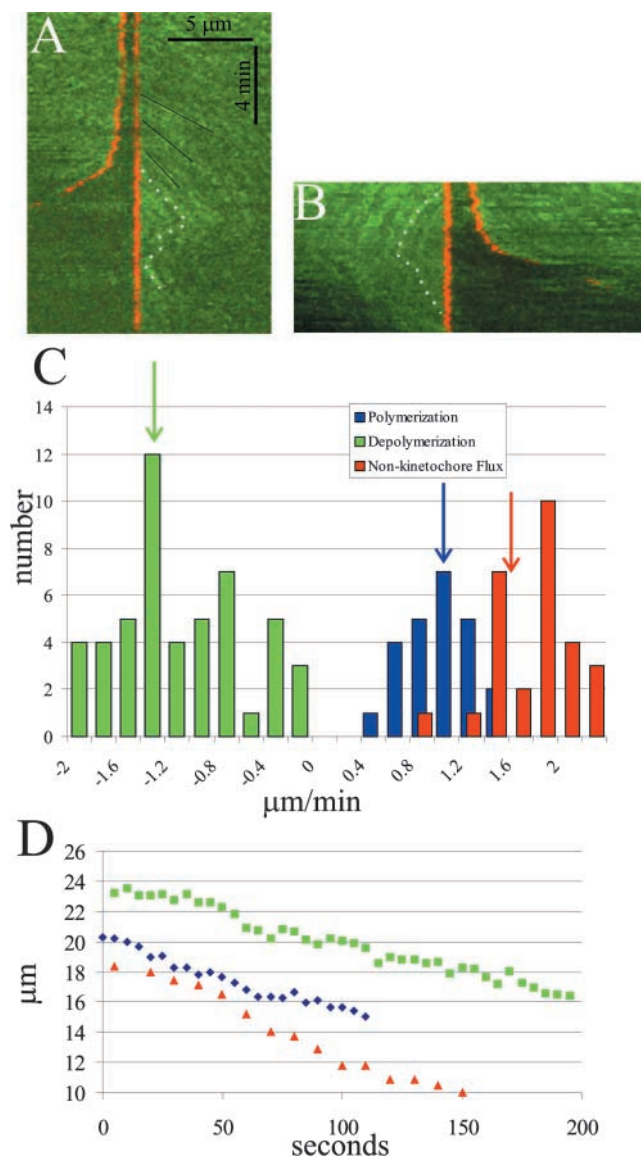 A
5 µm
4 min
B
C
14
12
10
8
6
4
2
0
number
Polymerization
Depolymerization
Non-kinetochore Flux
-2
-1.6
-1.2
-0.8
-0.4
0
0.4
0.8
1.2
1.6
2
µm/min
D
26
24
22
20
18
16
14
12
10
µm
0
50
100
150
200
seconds